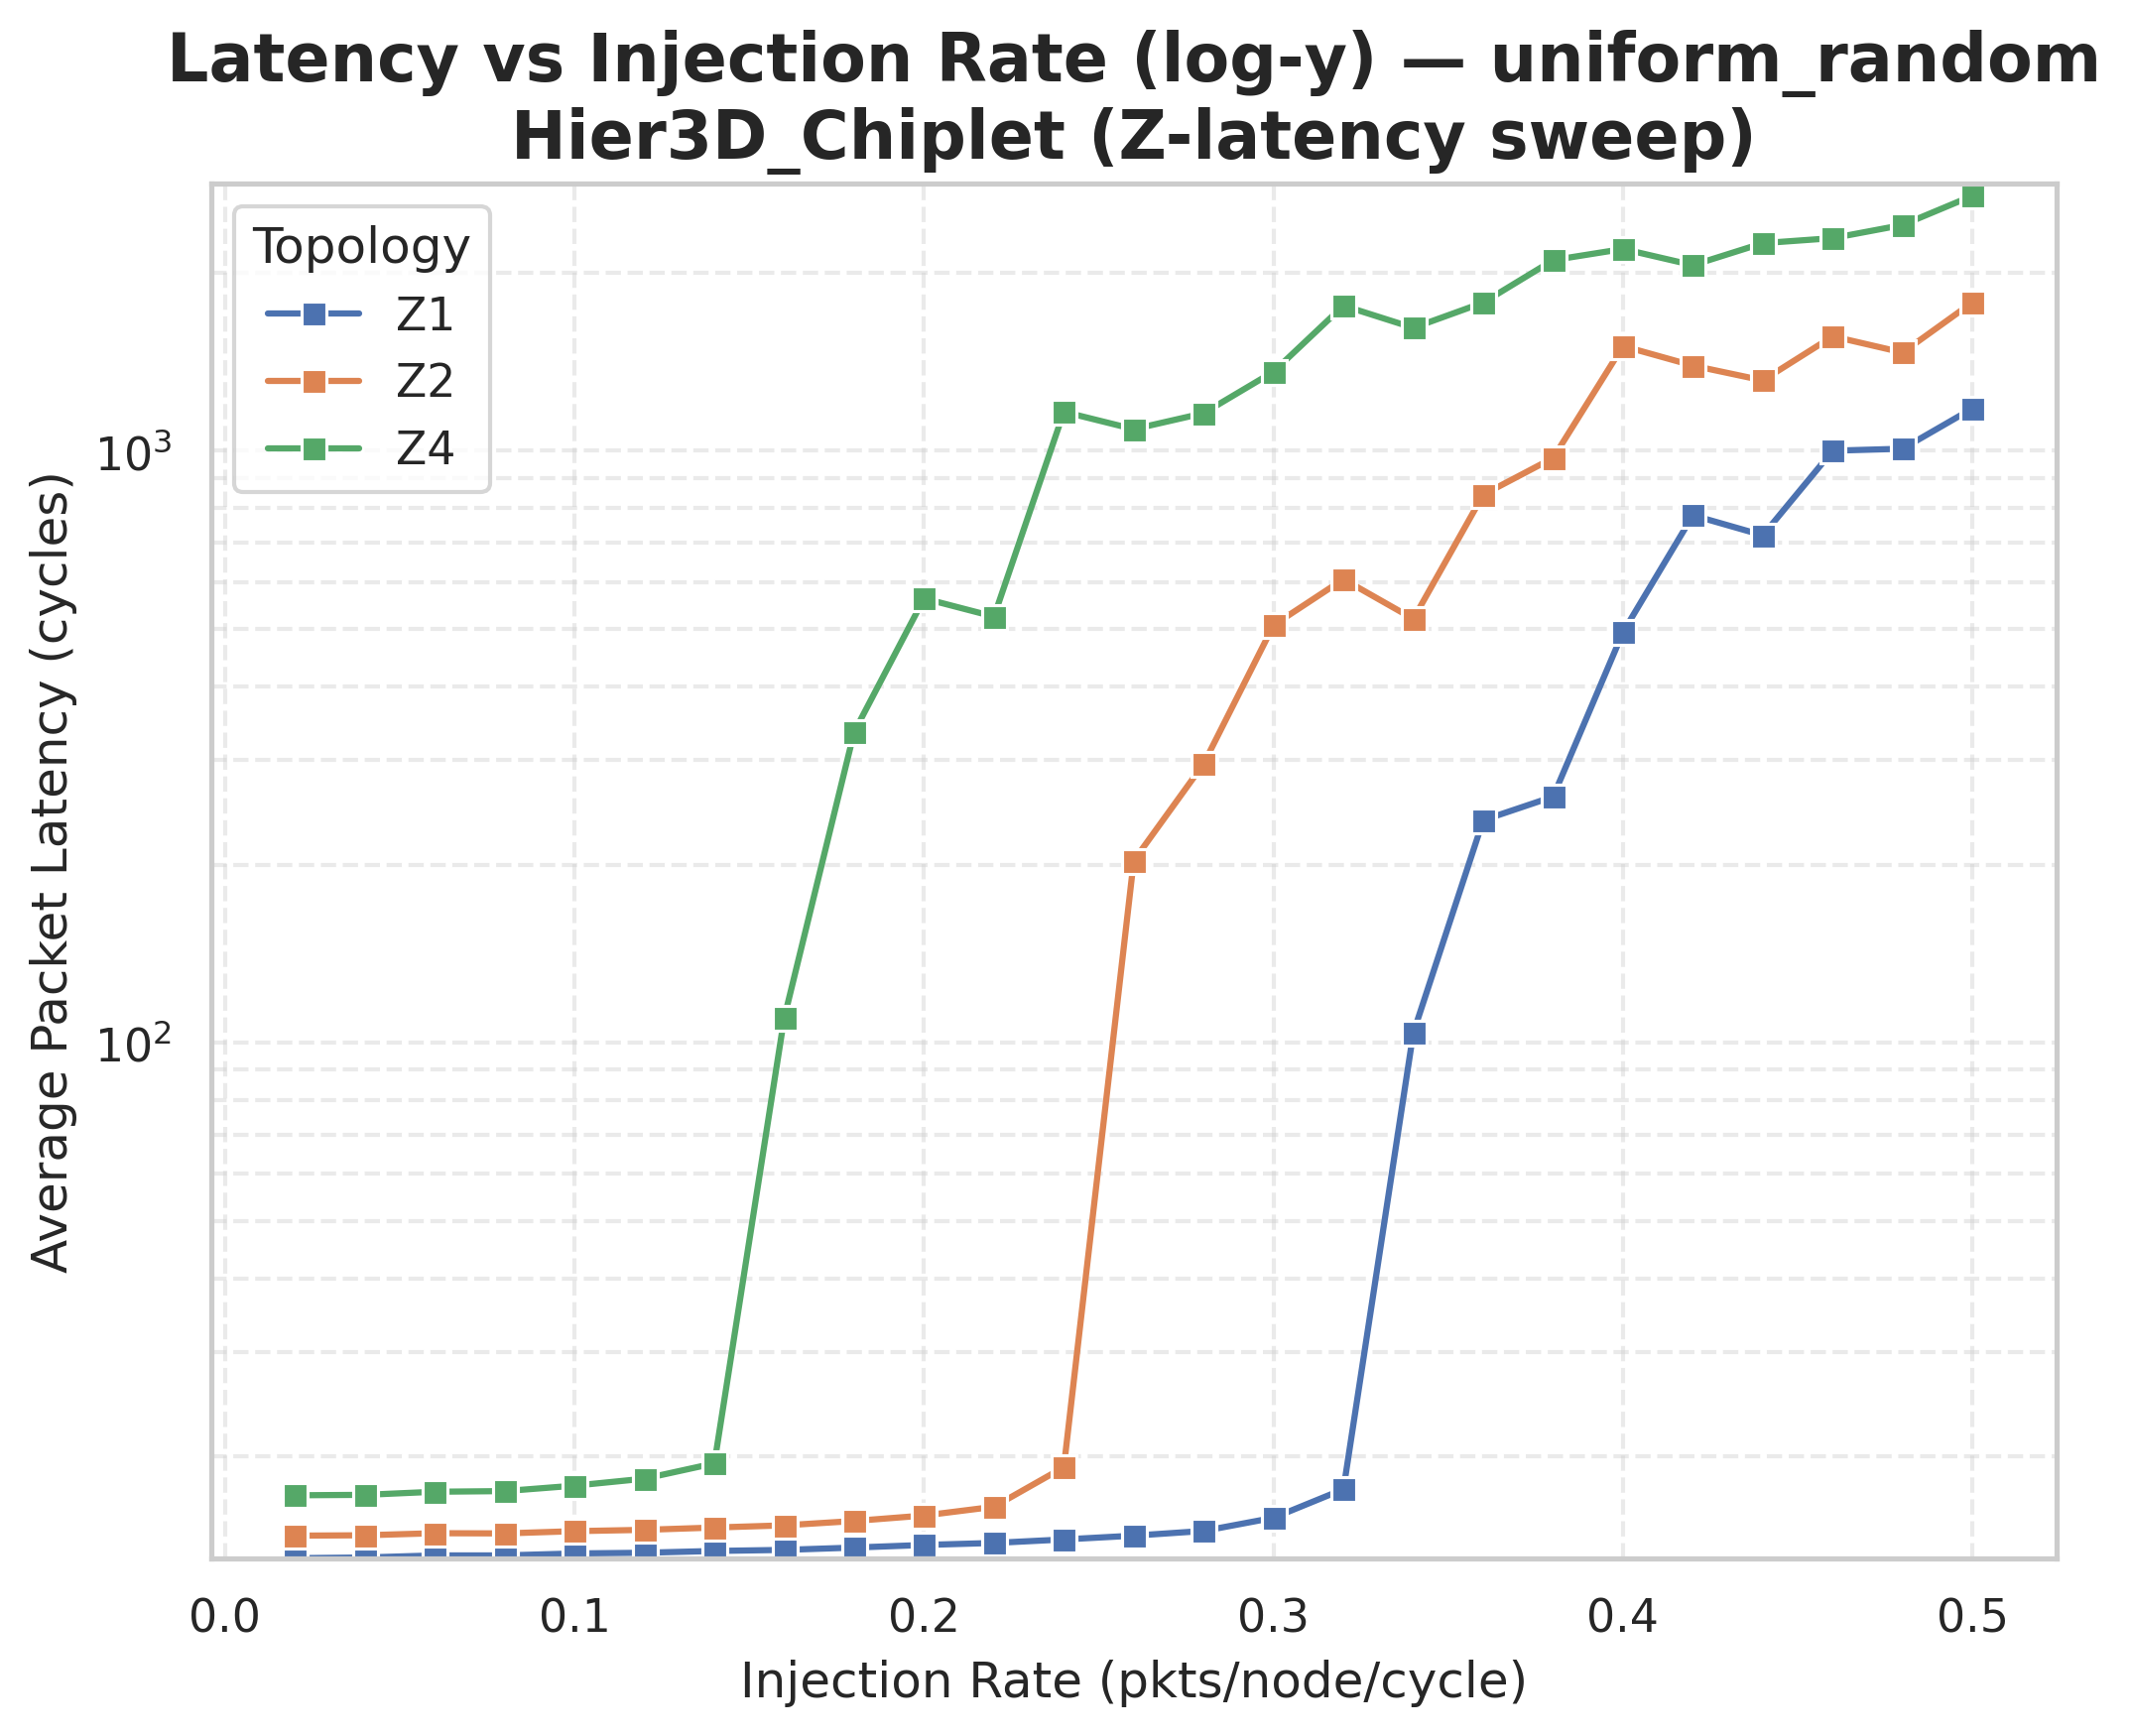 Latency vs Injection Rate (log-y) — uniform_random
Hier3D_Chiplet (Z-latency sweep)
Topology
Z1
Z2
Z4
10³
10²
Average Packet Latency (cycles)
0.0 0.1 0.2 0.3 0.4 0.5
Injection Rate (pkts/node/cycle)